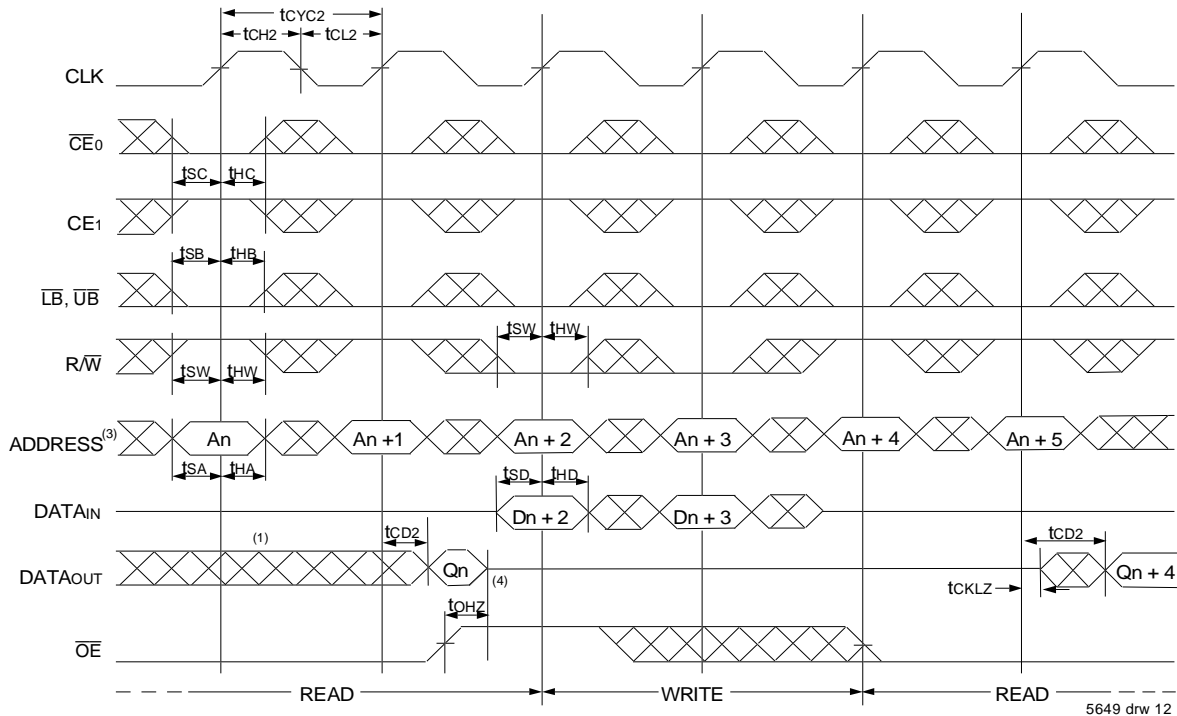 tCYC2
tCH2 tCL2
CLK
CE0
tSC tHC
CE1
tSB tHB
LB, UB
tSW tHW
R/W
tSW tHW
ADDRESS(3) An An +1 An + 2 An + 3 An + 4 An + 5
tSA tHA
tSD tHD
DATAIN Dn + 2 Dn + 3
(1) tCD2 tCD2
DATAOUT Qn (4) Qn + 4
tCKLZ
tOHZ
OE
READ WRITE READ
5649 drw 12